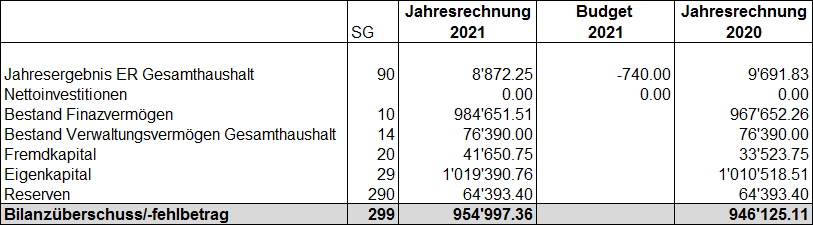 Jahresrechnung Budget Jahresrechnung
SG 2021 2021 2020
Jahresergebnis ER Gesamthaushalt 90 8'872.25 -740.00 9'691.83
Nettoinvestitionen 0.00 0.00 0.00
Bestand Finazvermögen 10 984'651.51 967'652.26
Bestand Verwaltungsvermögen Gesamthaushalt 14 76'390.00 76'390.00
Fremdkapital 20 41'650.75 33'523.75
Eigenkapital 29 1'019'390.76 1'010'518.51
Reserven 290 64'393.40 64'393.40
Bilanzüberschuss/-fehlbetrag 299 954'997.36 946'125.11